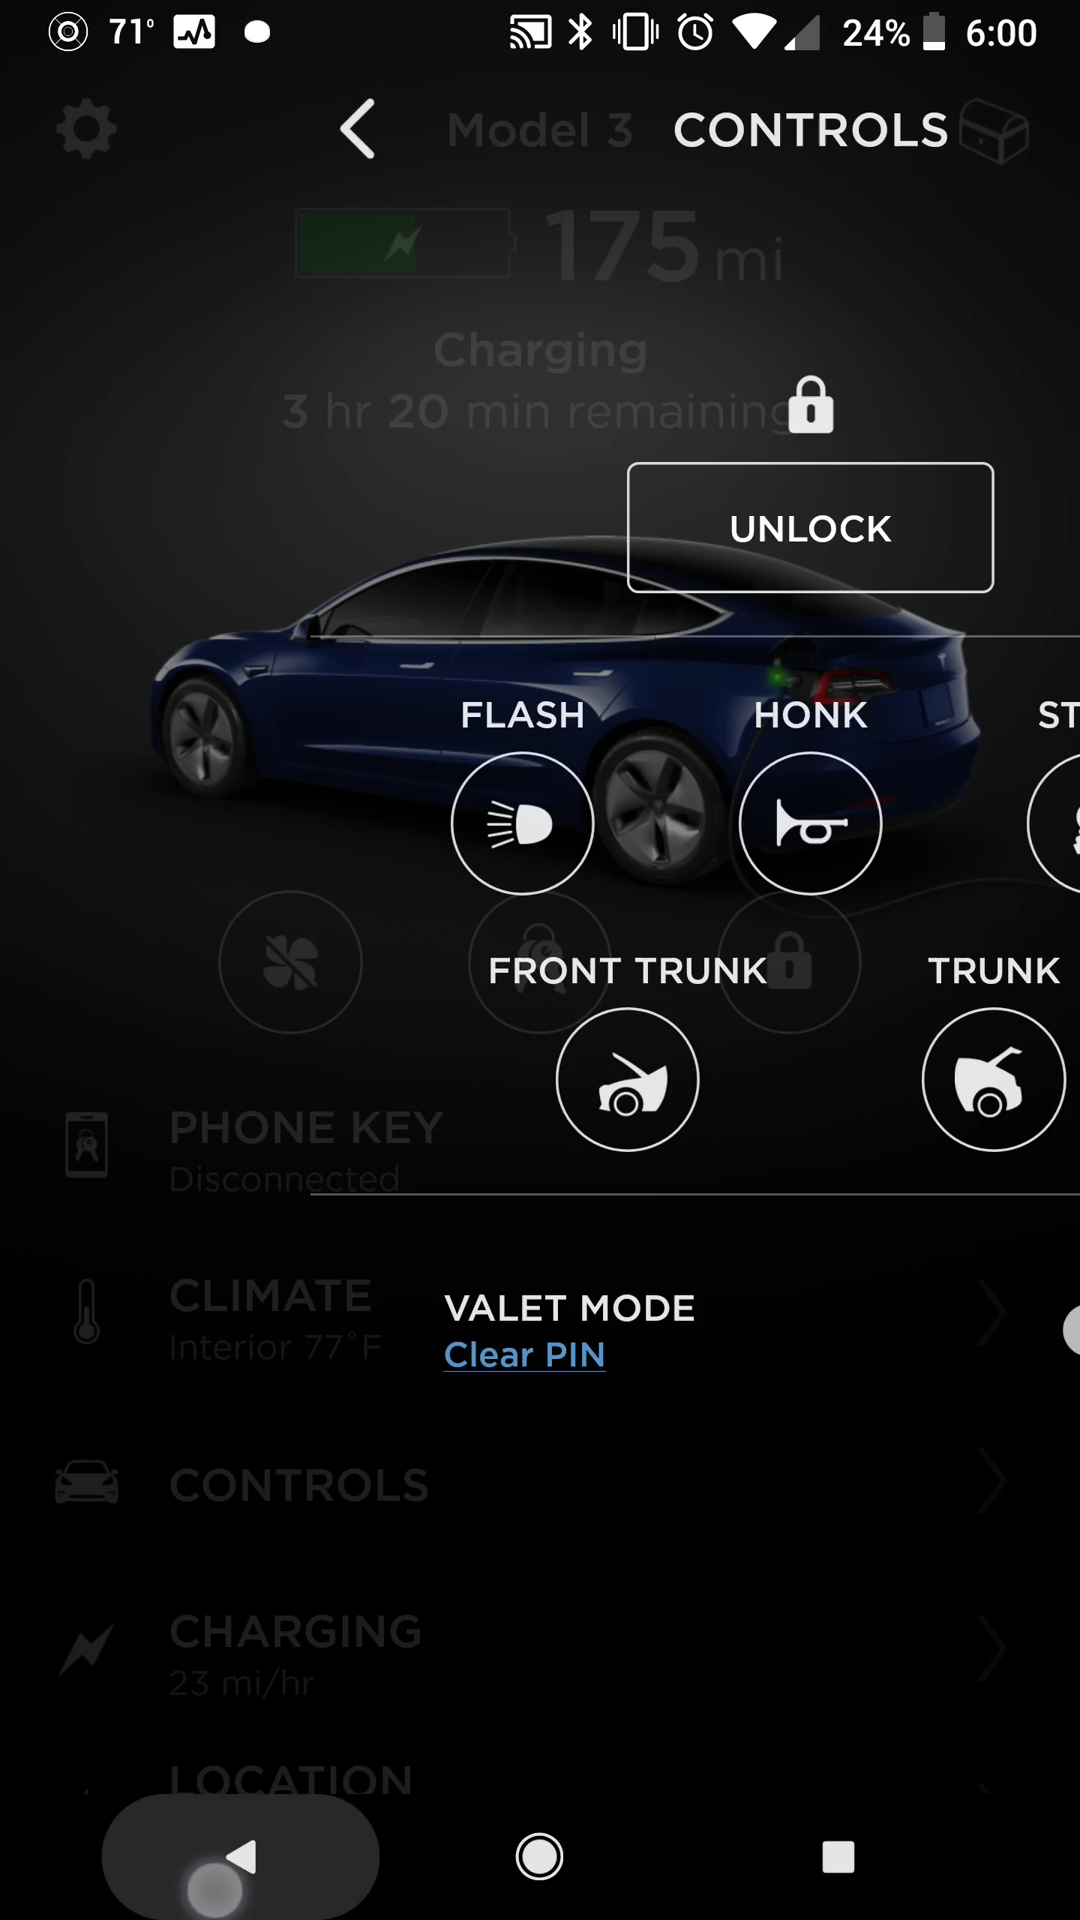 71° 24% 6:00
Model 3 CONTROLS
175 mi
Charging
3 hr 20 min remaining
UNLOCK
FLASH HONK ST
FRONT TRUNK TRUNK
PHONE KEY
Disconnected
CLIMATE
Interior 77°F
VALET MODE
Clear PIN
CONTROLS
CHARGING
23 mi/hr
LOCATION